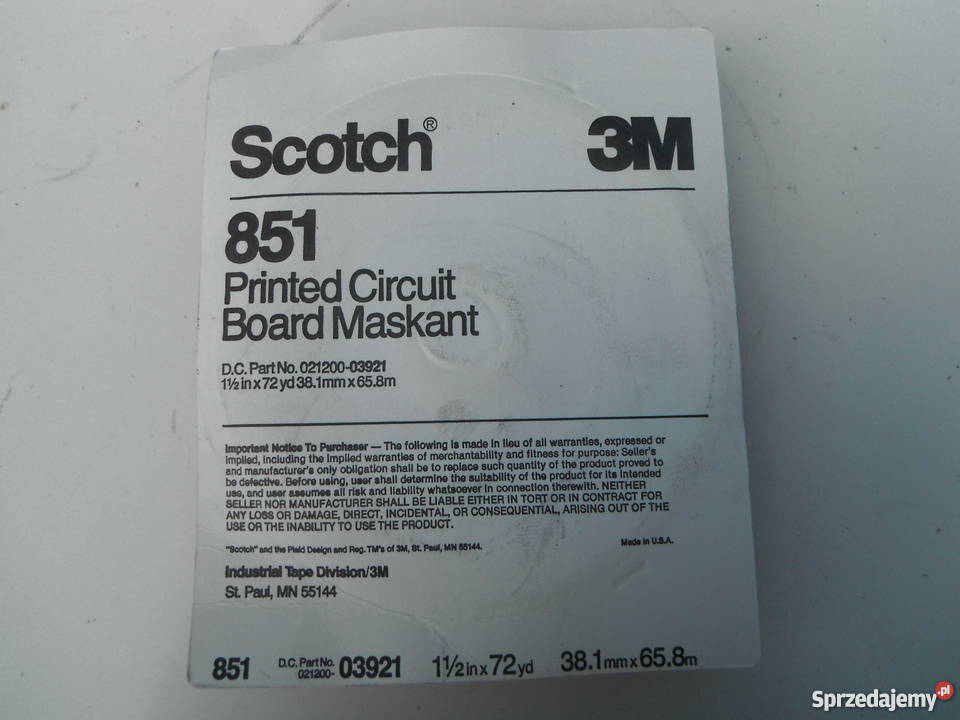 Scotch® 3M
851
Printed Circuit
Board Maskant
D.C. Part No. 021200-03921
1½ in x 72 yd 38.1mm x 65.8m
Important Notice To Purchaser — The following is made in lieu of all warranties, expressed or
implied, including the implied warranties of merchantability and fitness for purpose: Seller's
and manufacturer's only obligation shall be to replace such quantity of the product proved to
be defective. Before using, user shall determine the suitability of the product for its intended
use, and user assumes all risk and liability whatsoever in connection therewith. NEITHER
SELLER NOR MANUFACTURER SHALL BE LIABLE EITHER IN TORT OR IN CONTRACT FOR
ANY LOSS OR DAMAGE, DIRECT, INCIDENTAL, OR CONSEQUENTIAL, ARISING OUT OF THE
USE OR THE INABILITY TO USE THE PRODUCT.
"Scotch" and the Plaid Design and Reg. TM's of 3M, St. Paul, MN 55144. Made in U.S.A.
Industrial Tape Division/3M
St. Paul, MN 55144
851 D.C. Part No. 021200- 03921 1½ in x 72 yd 38.1mm x 65.8m
Sprzedajemy.pl